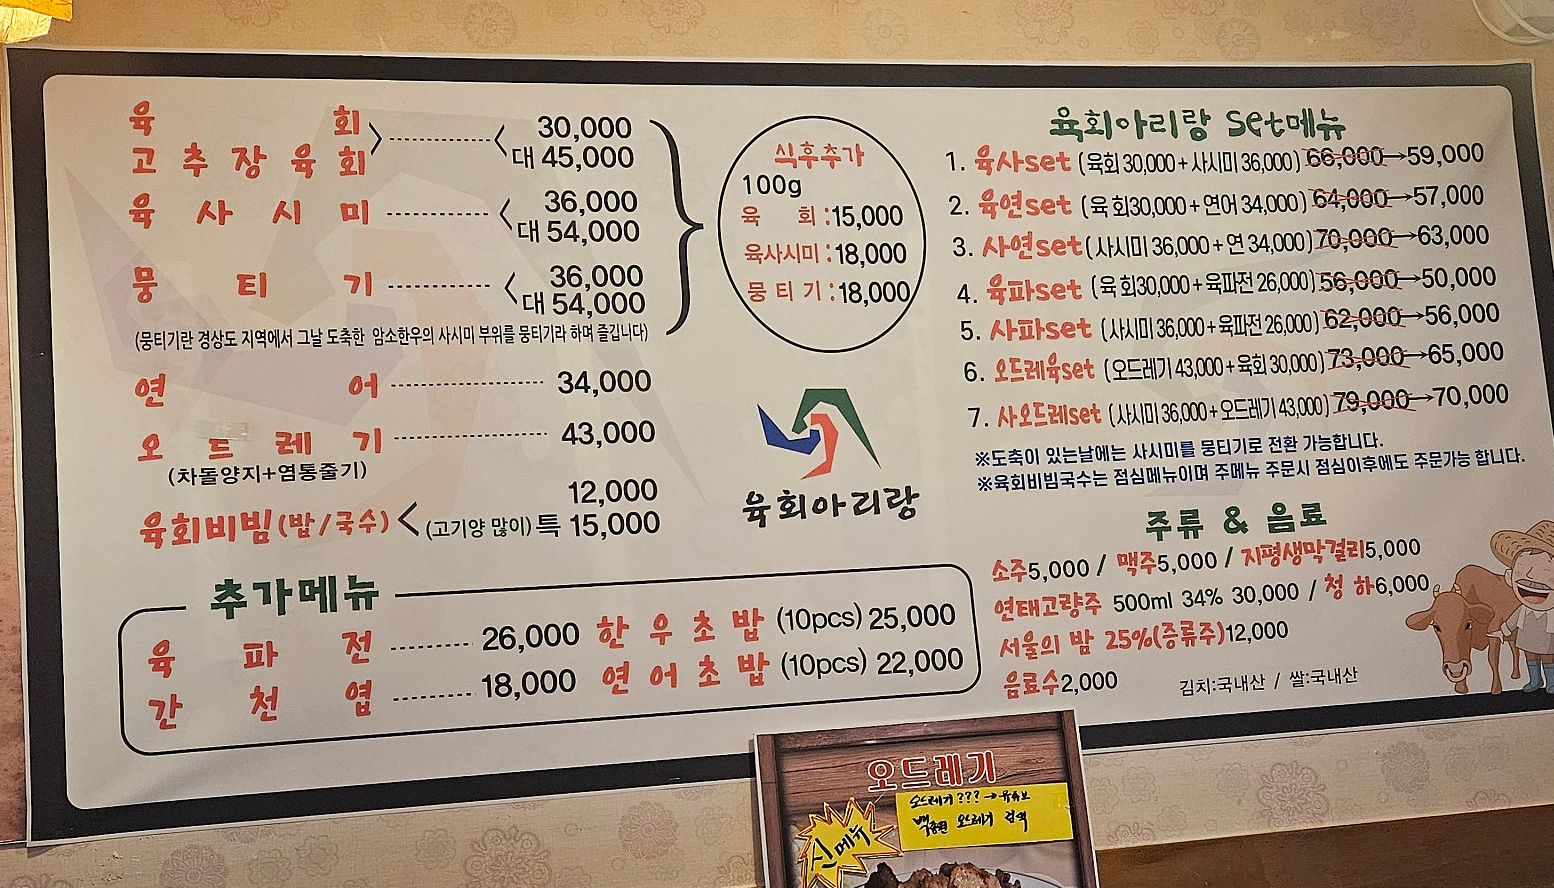 육 회
고 추 장 육 회
30,000
대 45,000
육 사 시 미
36,000
대 54,000
뭉 티 기
36,000
대 54,000
(뭉티기란 경상도 지역에서 그날 도축한 암소한우의 사시미 부위를 뭉티기라 하며 즐깁니다)
연 어 34,000
오 드 레 기 43,000
(차돌양지+염통줄기)
12,000
육회비빔(밥/국수) (고기양 많이) 특 15,000
식후추가
100g
육 회 : 15,000
육사시미 : 18,000
뭉 티 기 : 18,000
육회아리랑
추가메뉴
육 파 전 26,000 한 우 초 밥 (10pcs) 25,000
간 천 엽 18,000 연 어 초 밥 (10pcs) 22,000
육회아리랑 set메뉴
1. 육사set (육회 30,000 + 사시미 36,000) 66,000→59,000
2. 육연set (육 회30,000 + 연어 34,000) 64,000→57,000
3. 사연set (사시미 36,000 + 연 34,000) 70,000→63,000
4. 육파set (육 회30,000 + 육파전 26,000) 56,000→50,000
5. 사파set (사시미 36,000+육파전 26,000) 62,000→56,000
6. 오드레육set (오드레기 43,000+육회 30,000) 73,000→65,000
7. 사오드레set (사시미 36,000+오드레기 43,000) 79,000→70,000
※도축이 있는날에는 사시미를 뭉티기로 전환 가능합니다.
※육회비빔국수는 점심메뉴이며 주메뉴 주문시 점심이후에도 주문가능 합니다.
주류 & 음료
소주5,000 / 맥주5,000 / 지평생막걸리5,000
연태고량주 500ml 34% 30,000 / 청 하6,000
서울의 밤 25%(증류주)12,000
음료수2,000
김치:국내산 / 쌀:국내산
오드레기
오드레기 ??? → 유튜브
백종원 오드레기 검색
신메뉴